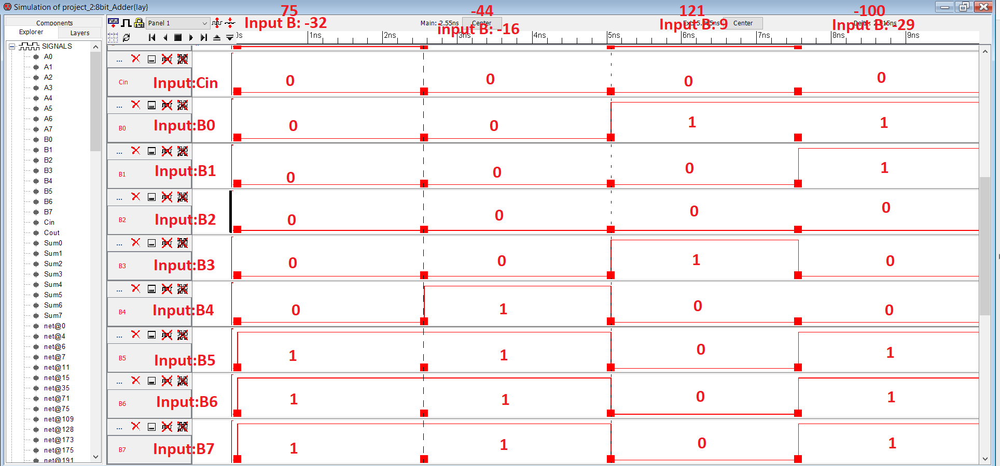 Simulation of project_2:8bit_Adder{lay}
75 -44 121 -100
Input B: -32 input B: -16 Input B: 9 Input B: -29
Components
Explorer Layers
Panel 1 Main: 2.55ns Center Center
0s 1ns 2ns 3ns 4ns 5ns 6ns 7ns 8ns 9ns
SIGNALS
A0
A1
A2
A3
A4
A5
A6
A7
B0
B1
B2
B3
B4
B5
B6
B7
Cin
Cout
Sum0
Sum1
Sum2
Sum3
Sum4
Sum5
Sum6
Sum7
net@0
net@4
net@6
net@7
net@11
net@15
net@35
net@71
net@75
net@109
net@128
net@173
net@175
net@191
...
Cin Input:Cin 0 0 0 0
...
B0 Input:B0 0 0 1 1
...
B1 Input:B1 0 0 0 1
...
B2 Input:B2 0 0 0 0
...
B3 Input:B3 0 0 1 0
...
B4 Input:B4 0 1 0 0
...
B5 Input:B5 1 1 0 1
...
B6 Input:B6 1 1 0 1
...
B7 Input:B7 1 1 0 1